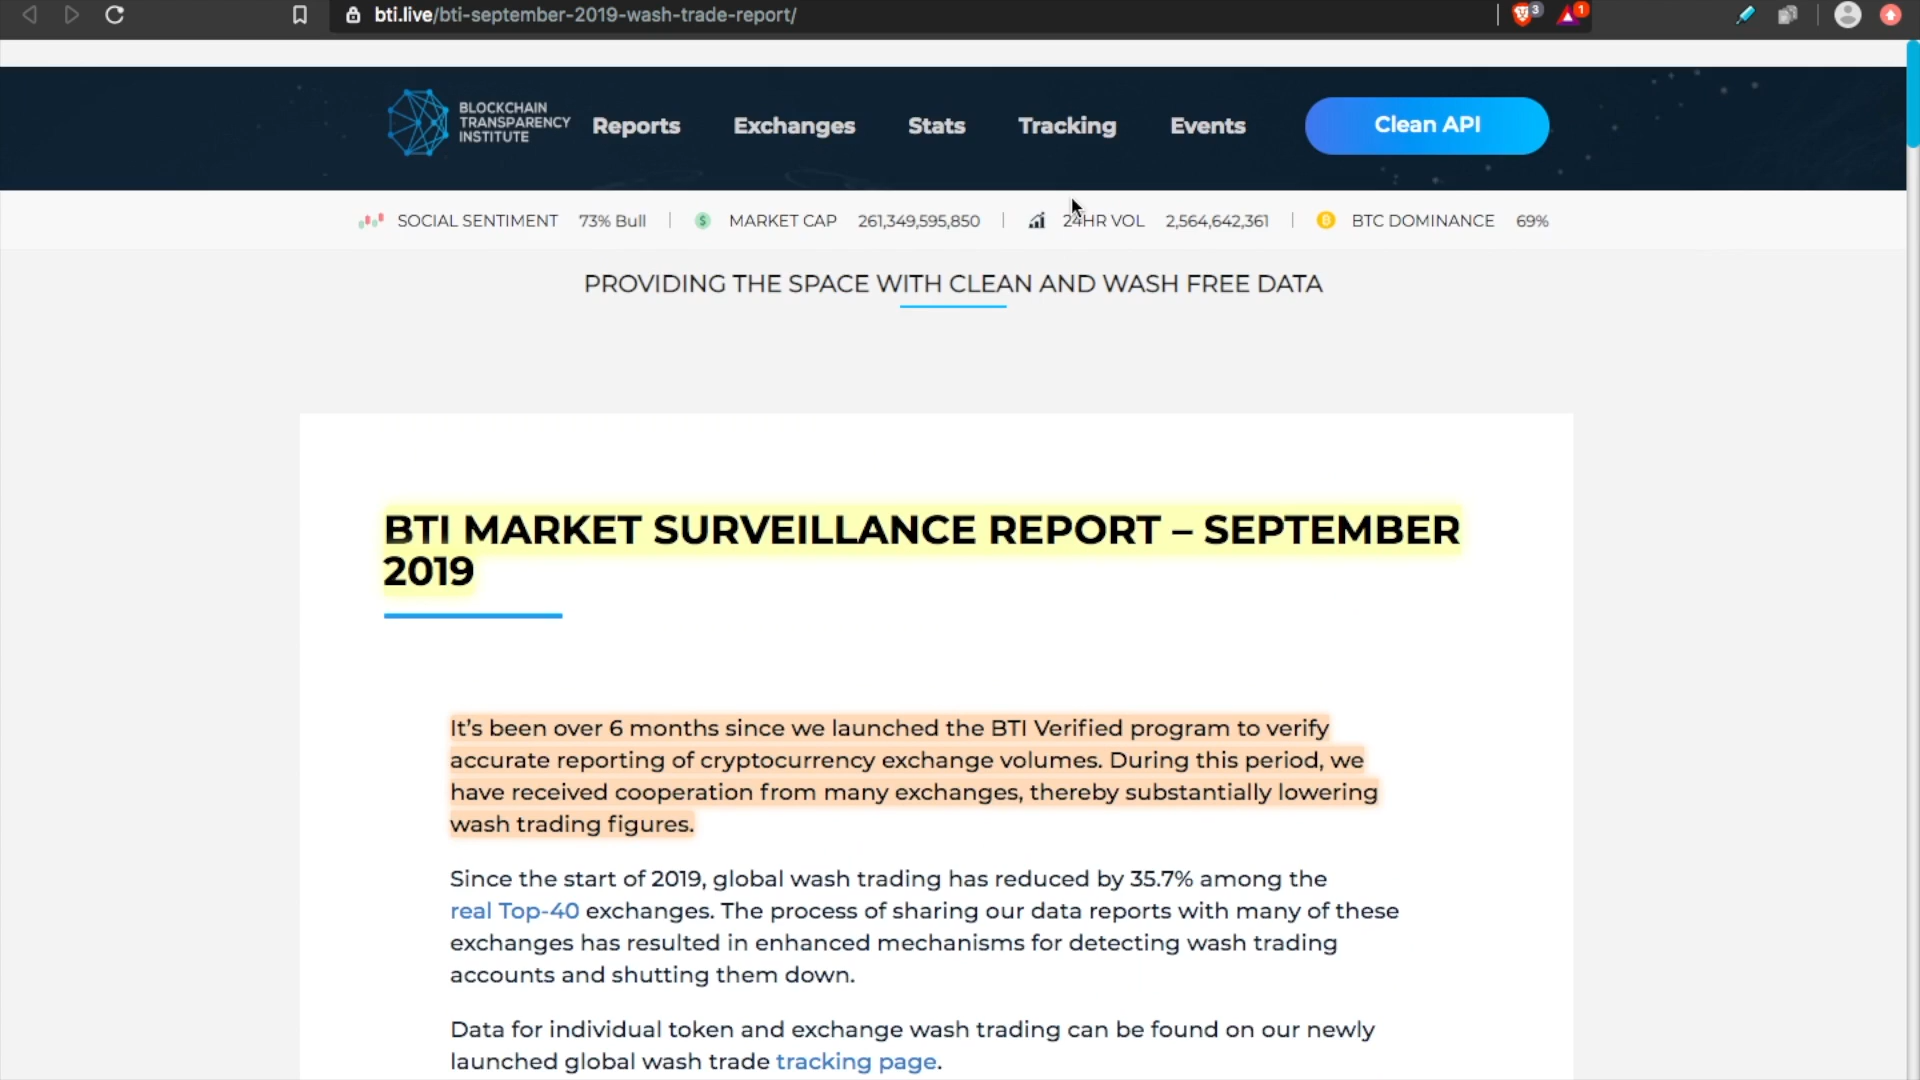 bti.live/bti-september-2019-wash-trade-report/
3
1
BLOCKCHAIN
TRANSPARENCY
INSTITUTE
Reports Exchanges Stats Tracking Events Clean API
SOCIAL SENTIMENT 73% Bull | $ MARKET CAP 261,349,595,850 | 24HR VOL 2,564,642,361 | BTC DOMINANCE 69%
PROVIDING THE SPACE WITH CLEAN AND WASH FREE DATA
BTI MARKET SURVEILLANCE REPORT – SEPTEMBER
2019
It’s been over 6 months since we launched the BTI Verified program to verify
accurate reporting of cryptocurrency exchange volumes. During this period, we
have received cooperation from many exchanges, thereby substantially lowering
wash trading figures.
Since the start of 2019, global wash trading has reduced by 35.7% among the
real Top-40 exchanges. The process of sharing our data reports with many of these
exchanges has resulted in enhanced mechanisms for detecting wash trading
accounts and shutting them down.
Data for individual token and exchange wash trading can be found on our newly
launched global wash trade tracking page.